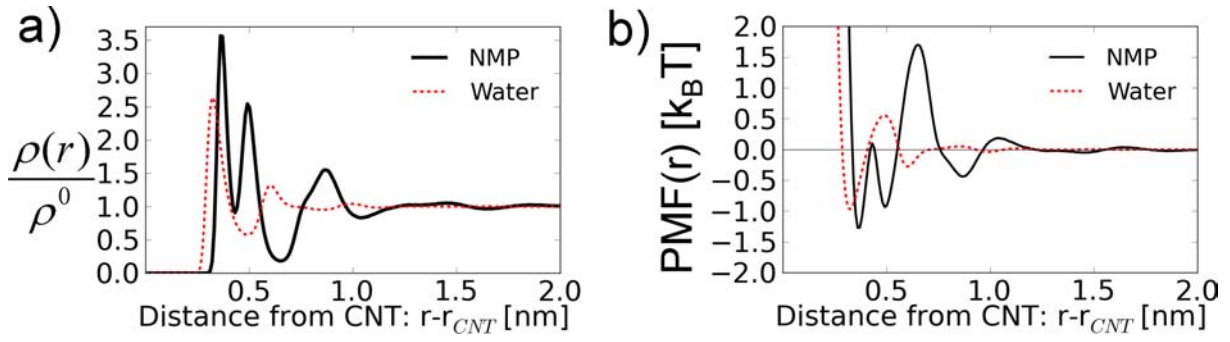 a)
ρ(r)
ρ⁰
3.5
3.0
2.5
2.0
1.5
1.0
0.5
0.0
NMP
Water
0.5 1.0 1.5 2.0
Distance from CNT: r-r_CNT [nm]
b)
PMF(r) [k_BT]
2.0
1.5
1.0
0.5
0.0
−0.5
−1.0
−1.5
−2.0
NMP
Water
0.5 1.0 1.5 2.0
Distance from CNT: r-r_CNT [nm]